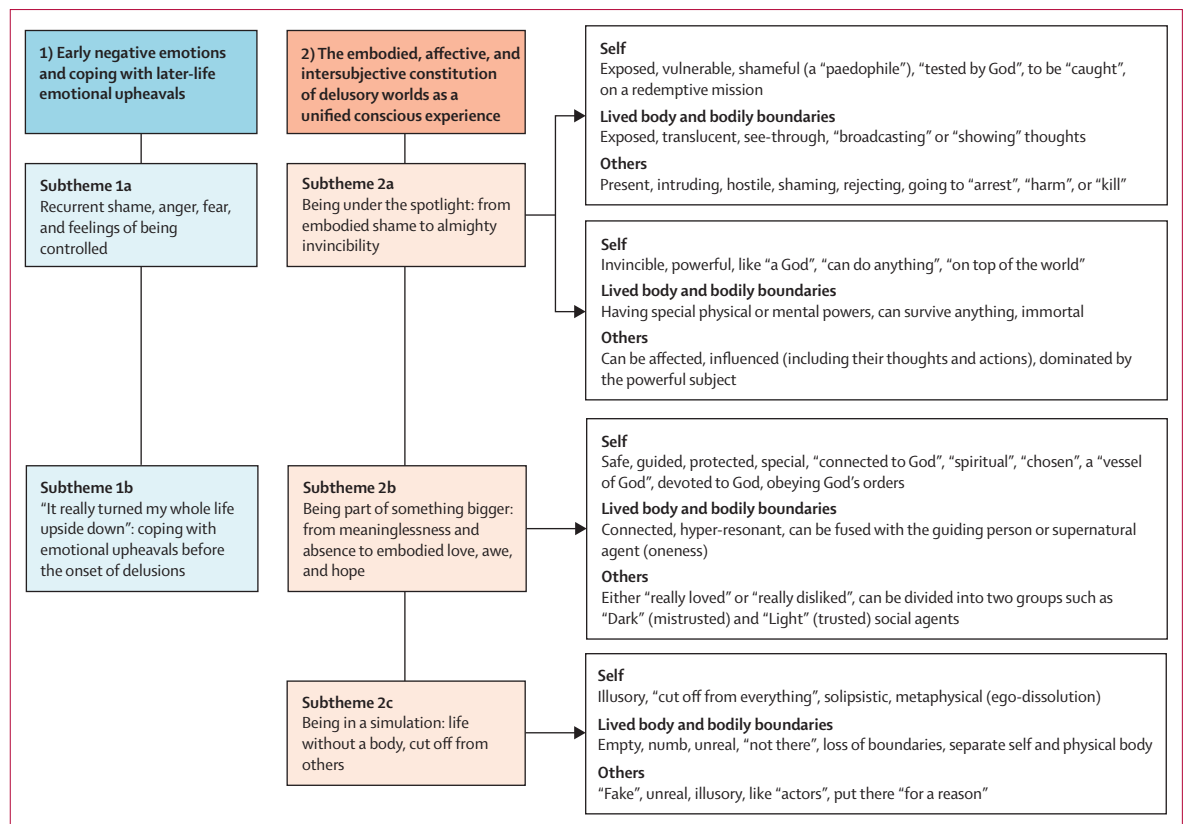 1) Early negative emotions
and coping with later-life
emotional upheavals
Subtheme 1a
Recurrent shame, anger, fear,
and feelings of being
controlled
Subtheme 1b
“It really turned my whole life
upside down”: coping with
emotional upheavals before
the onset of delusions
2) The embodied, affective, and
intersubjective constitution
of delusory worlds as a
unified conscious experience
Subtheme 2a
Being under the spotlight: from
embodied shame to almighty
invincibility
Self
Exposed, vulnerable, shameful (a “paedophile”), “tested by God”, to be “caught”,
on a redemptive mission
Lived body and bodily boundaries
Exposed, translucent, see-through, “broadcasting” or “showing” thoughts
Others
Present, intruding, hostile, shaming, rejecting, going to “arrest”, “harm”, or “kill”
Self
Invincible, powerful, like “a God”, “can do anything”, “on top of the world”
Lived body and bodily boundaries
Having special physical or mental powers, can survive anything, immortal
Others
Can be affected, influenced (including their thoughts and actions), dominated by
the powerful subject
Subtheme 2b
Being part of something bigger:
from meaninglessness and
absence to embodied love, awe,
and hope
Self
Safe, guided, protected, special, “connected to God”, “spiritual”, “chosen”, a “vessel
of God”, devoted to God, obeying God’s orders
Lived body and bodily boundaries
Connected, hyper-resonant, can be fused with the guiding person or supernatural
agent (oneness)
Others
Either “really loved” or “really disliked”, can be divided into two groups such as
“Dark” (mistrusted) and “Light” (trusted) social agents
Subtheme 2c
Being in a simulation: life
without a body, cut off from
others
Self
Illusory, “cut off from everything”, solipsistic, metaphysical (ego-dissolution)
Lived body and bodily boundaries
Empty, numb, unreal, “not there”, loss of boundaries, separate self and physical body
Others
“Fake”, unreal, illusory, like “actors”, put there “for a reason”